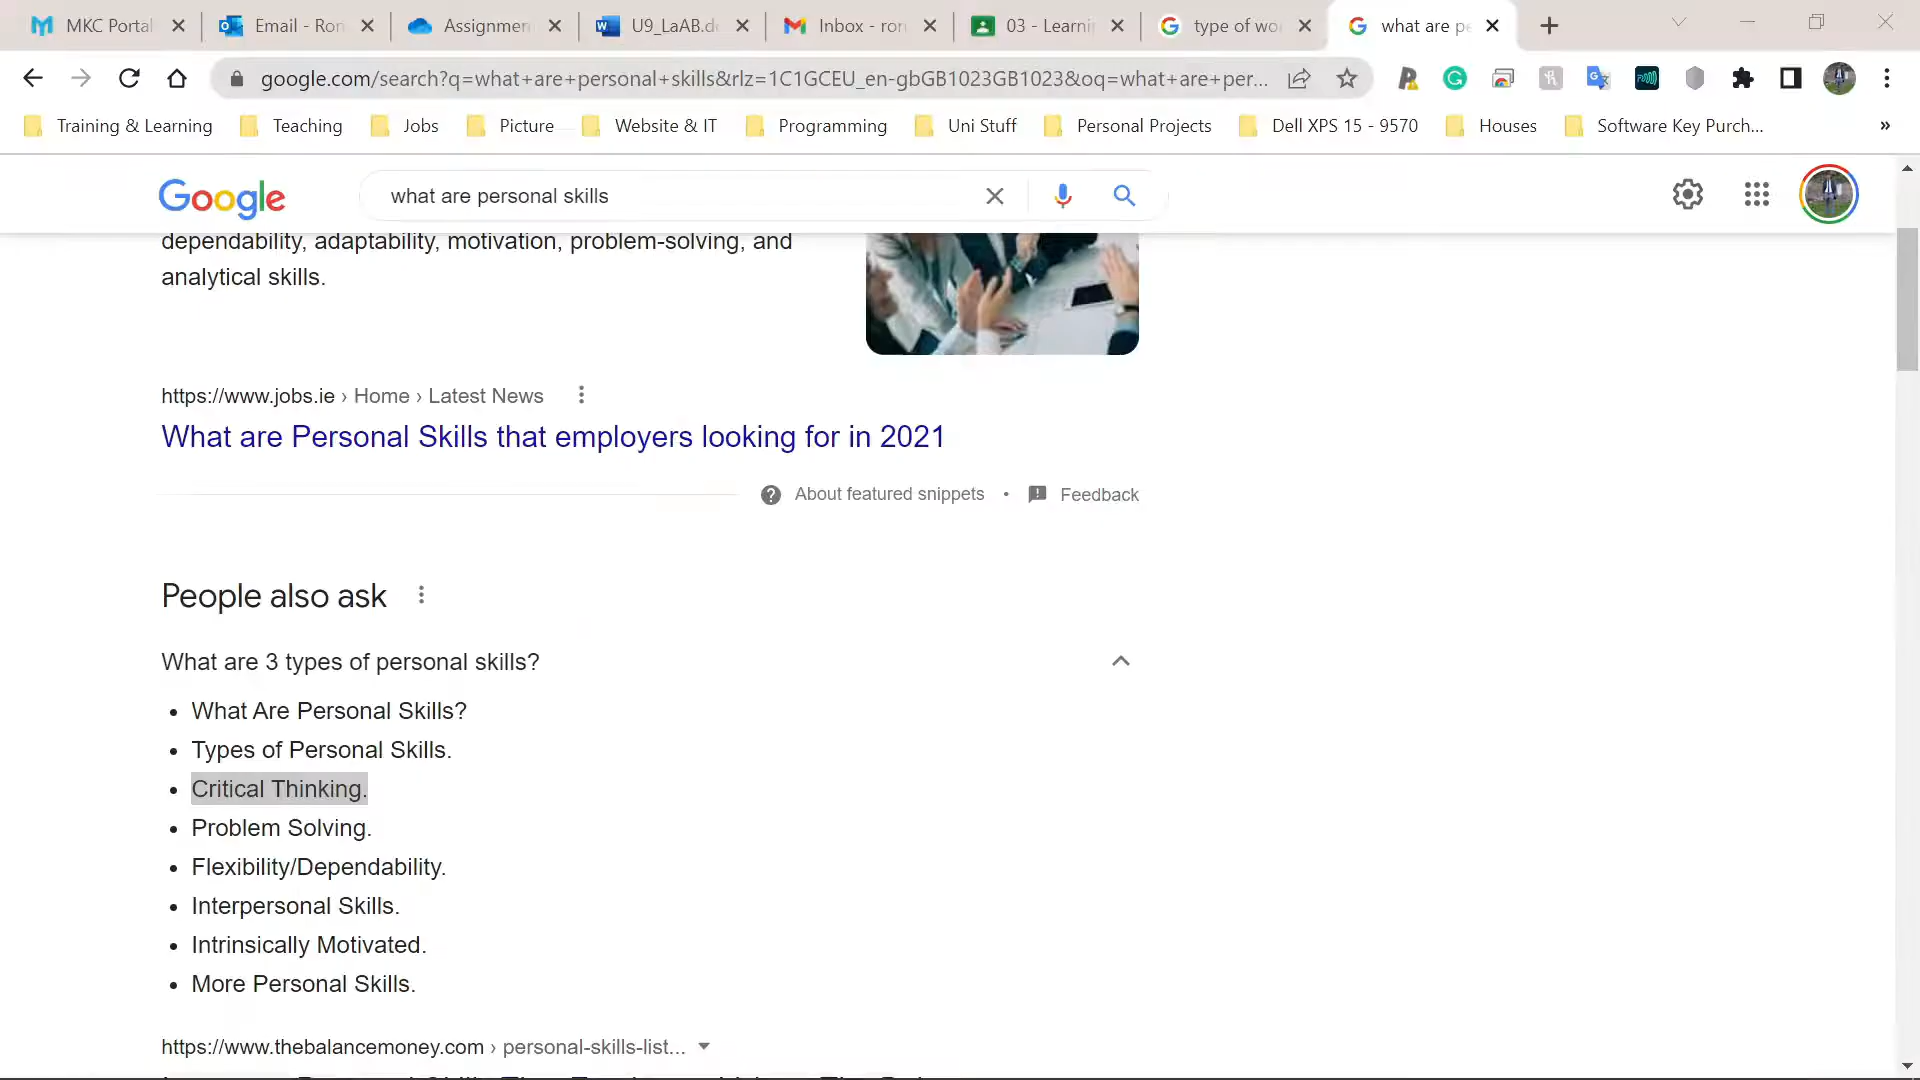 MKC Portal
Email - Ron
Assignmen
U9_LaAB.d
Inbox - ror
03 - Learni
type of wo
what are pe
google.com/search?q=what+are+personal+skills&rlz=1C1GCEU_en-gbGB1023GB1023&oq=what+are+per...
Training & Learning
Teaching
Jobs
Picture
Website & IT
Programming
Uni Stuff
Personal Projects
Dell XPS 15 - 9570
Houses
Software Key Purch...
»
Google
what are personal skills
dependability, adaptability, motivation, problem-solving, and
analytical skills.
https://www.jobs.ie › Home › Latest News
What are Personal Skills that employers looking for in 2021
About featured snippets • Feedback
People also ask
What are 3 types of personal skills?
• What Are Personal Skills?
• Types of Personal Skills.
• Critical Thinking.
• Problem Solving.
• Flexibility/Dependability.
• Interpersonal Skills.
• Intrinsically Motivated.
• More Personal Skills.
https://www.thebalancemoney.com › personal-skills-list...